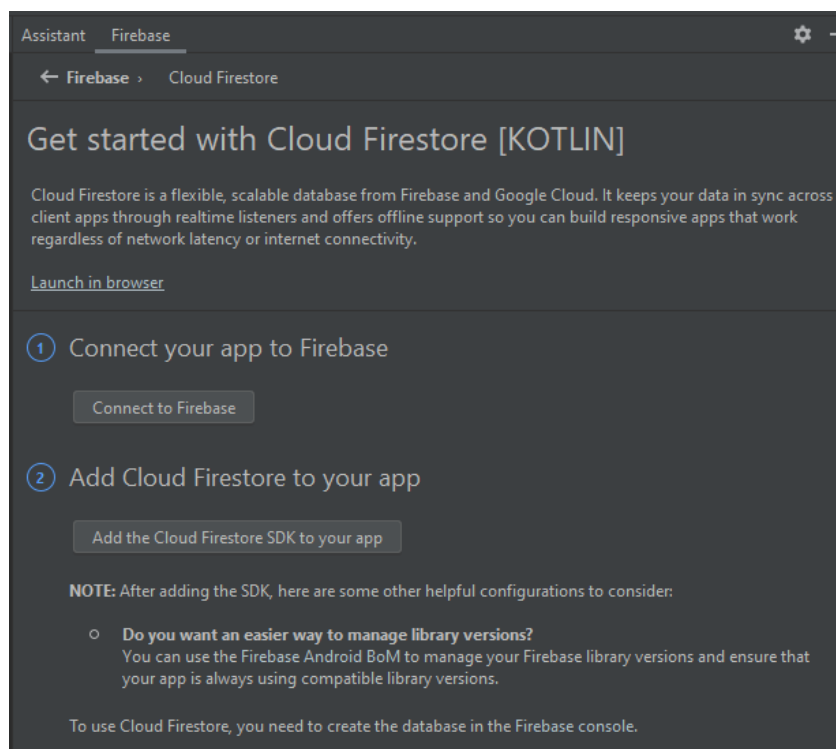 Assistant Firebase
← Firebase › Cloud Firestore
Get started with Cloud Firestore [KOTLIN]
Cloud Firestore is a flexible, scalable database from Firebase and Google Cloud. It keeps your data in sync across
client apps through realtime listeners and offers offline support so you can build responsive apps that work
regardless of network latency or internet connectivity.
Launch in browser
1 Connect your app to Firebase
Connect to Firebase
2 Add Cloud Firestore to your app
Add the Cloud Firestore SDK to your app
NOTE: After adding the SDK, here are some other helpful configurations to consider:
○ Do you want an easier way to manage library versions?
You can use the Firebase Android BoM to manage your Firebase library versions and ensure that
your app is always using compatible library versions.
To use Cloud Firestore, you need to create the database in the Firebase console.